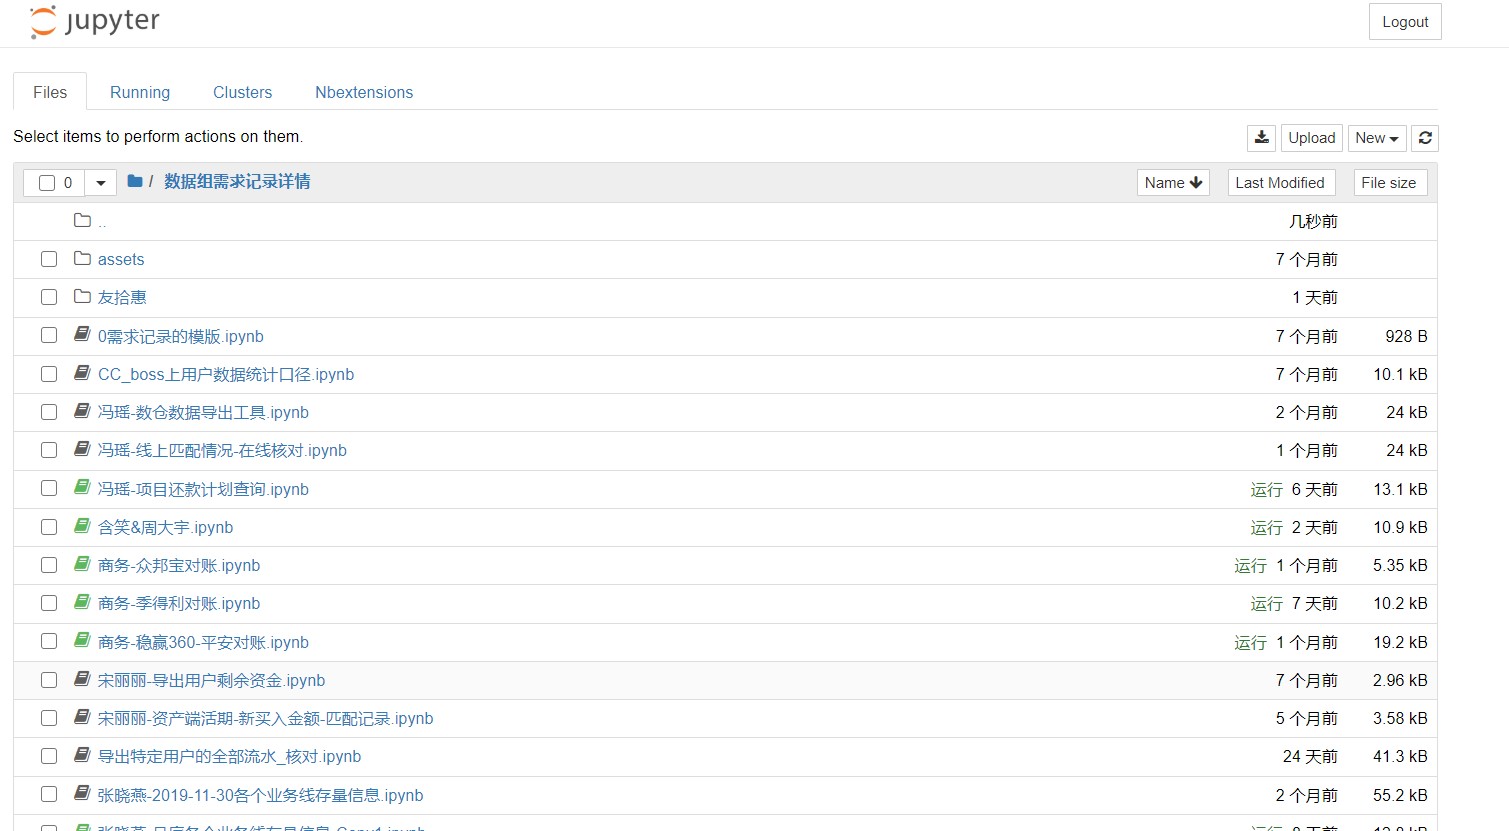 jupyter
Logout
Files Running Clusters Nbextensions
Select items to perform actions on them.
Upload New
0 / 数据组需求记录详情 Name Last Modified File size
.. 几秒前
assets 7 个月前
友拾惠 1 天前
0需求记录的模版.ipynb 7 个月前 928 B
CC_boss上用户数据统计口径.ipynb 7 个月前 10.1 kB
冯瑶-数仓数据导出工具.ipynb 2 个月前 24 kB
冯瑶-线上匹配情况-在线核对.ipynb 1 个月前 24 kB
冯瑶-项目还款计划查询.ipynb 运行 6 天前 13.1 kB
含笑&周大宇.ipynb 运行 2 天前 10.9 kB
商务-众邦宝对账.ipynb 运行 1 个月前 5.35 kB
商务-季得利对账.ipynb 运行 7 天前 10.2 kB
商务-稳赢360-平安对账.ipynb 运行 1 个月前 19.2 kB
宋丽丽-导出用户剩余资金.ipynb 7 个月前 2.96 kB
宋丽丽-资产端活期-新买入金额-匹配记录.ipynb 5 个月前 3.58 kB
导出特定用户的全部流水_核对.ipynb 24 天前 41.3 kB
张晓燕-2019-11-30各个业务线存量信息.ipynb 2 个月前 55.2 kB